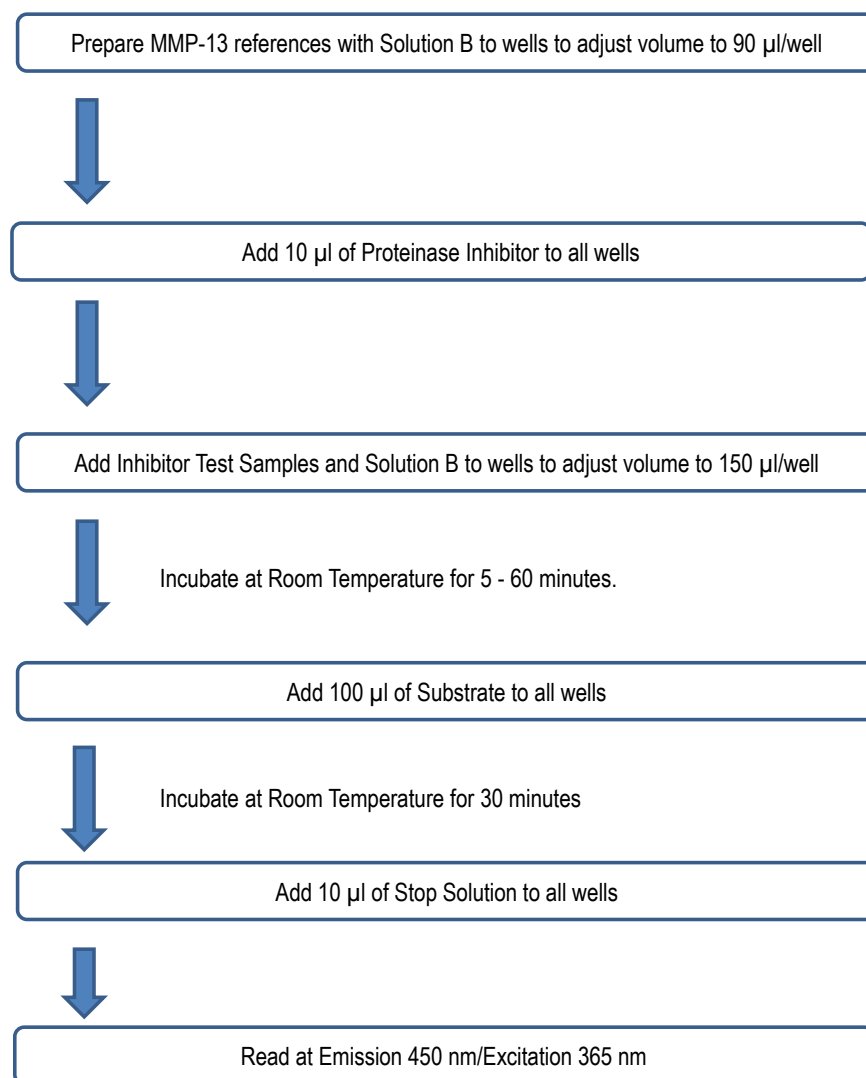 Prepare MMP-13 references with Solution B to wells to adjust volume to 90 µl/well
Add 10 µl of Proteinase Inhibitor to all wells
Add Inhibitor Test Samples and Solution B to wells to adjust volume to 150 µl/well
Incubate at Room Temperature for 5 - 60 minutes.
Add 100 µl of Substrate to all wells
Incubate at Room Temperature for 30 minutes
Add 10 µl of Stop Solution to all wells
Read at Emission 450 nm/Excitation 365 nm